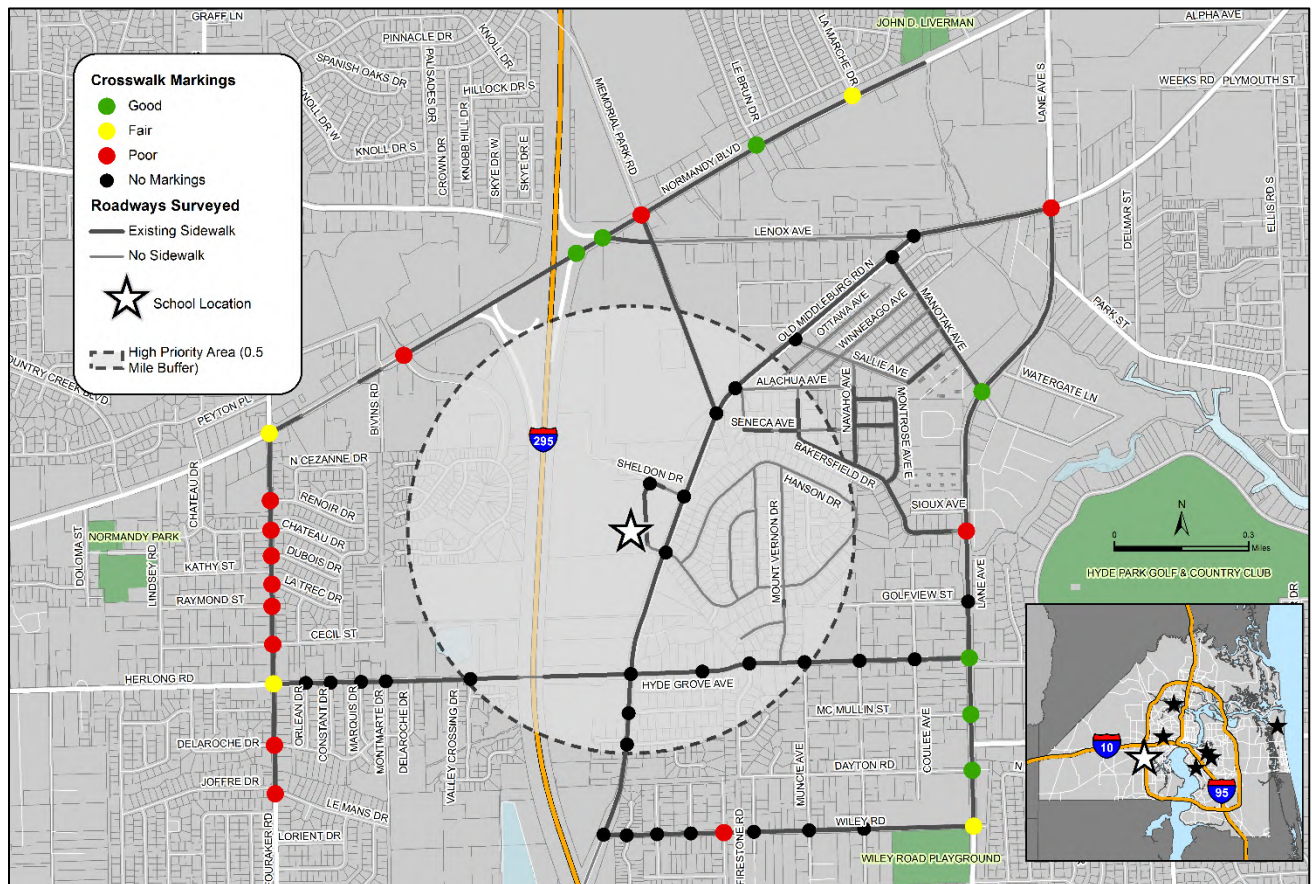 GRAFF LN
PINNACLE DR
SPANISH OAKS DR
PALISADES DR
KNOLL DR
HILLOCK DR S
KNOLL DR W
KNOLL DR S
CROWN DR
KNOBB HILL DR
SKYE DR W
SKYE DR E
MEMORIAL PARK RD
LE BRUN DR
LA MARCHE DR
JOHN D. LIVERMAN
LANE AVE S
ALPHA AVE
WEEKS RD
PLYMOUTH ST
Crosswalk Markings
Good
Fair
Poor
No Markings
Roadways Surveyed
Existing Sidewalk
No Sidewalk
School Location
High Priority Area (0.5
Mile Buffer)
NORMANDY BLVD
LENOX AVE
DELMAR ST
ELLIS RD S
PARK ST
OLD MIDDLEBURG RD N
OTTAWA AVE
WINNEBAGO AVE
MANOTAK AVE
SALLIE AVE
ALACHUA AVE
WATERGATE LN
SENECA AVE
NAVAHO AVE
MONTROSE AVE E
BAKERSFIELD DR
SIOUX AVE
HANSON DR
SHELDON DR
MOUNT VERNON DR
295
PEYTON PL
BIVINS RD
N CEZANNE DR
CHATEAU DR
RENOIR DR
CHATEAU DR
DUBOIS DR
LA TREC DR
NORMANDY PARK
DOLOMA ST
LINDSEY RD
KATHY ST
RAYMOND ST
CECIL ST
HERLONG RD
ORLEAN DR
CONSTANT DR
MARQUIS DR
MONTMARTE DR
DELAROCHE DR
VALLEY CROSSING DR
HYDE GROVE AVE
DELAROCHE DR
JOFFRE DR
LE MANS DR
LORIENT DR
GOLFVIEW ST
LANE AVE
MC MULLIN ST
COULEE AVE
MUNCIE AVE
DAYTON RD
WILEY RD
FIRESTONE RD
WILEY ROAD PLAYGROUND
N
0
0.3
Miles
HYDE PARK GOLF & COUNTRY CLUB
10
95